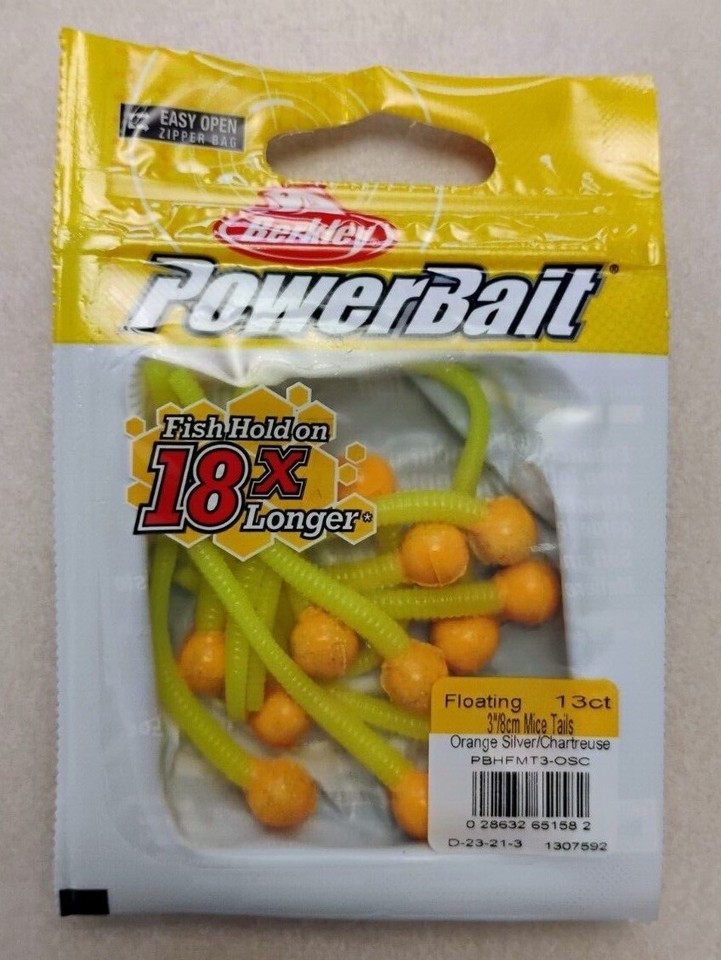 EASY OPEN
ZIPPER BAG
Berkley
PowerBait®
Fish Hold on
18x
Longer*
Floating 13ct
3"/8cm Mice Tails
Orange Silver/Chartreuse
PBHFMT3-OSC
0 28632 65158 2
D-23-21-3 1307592